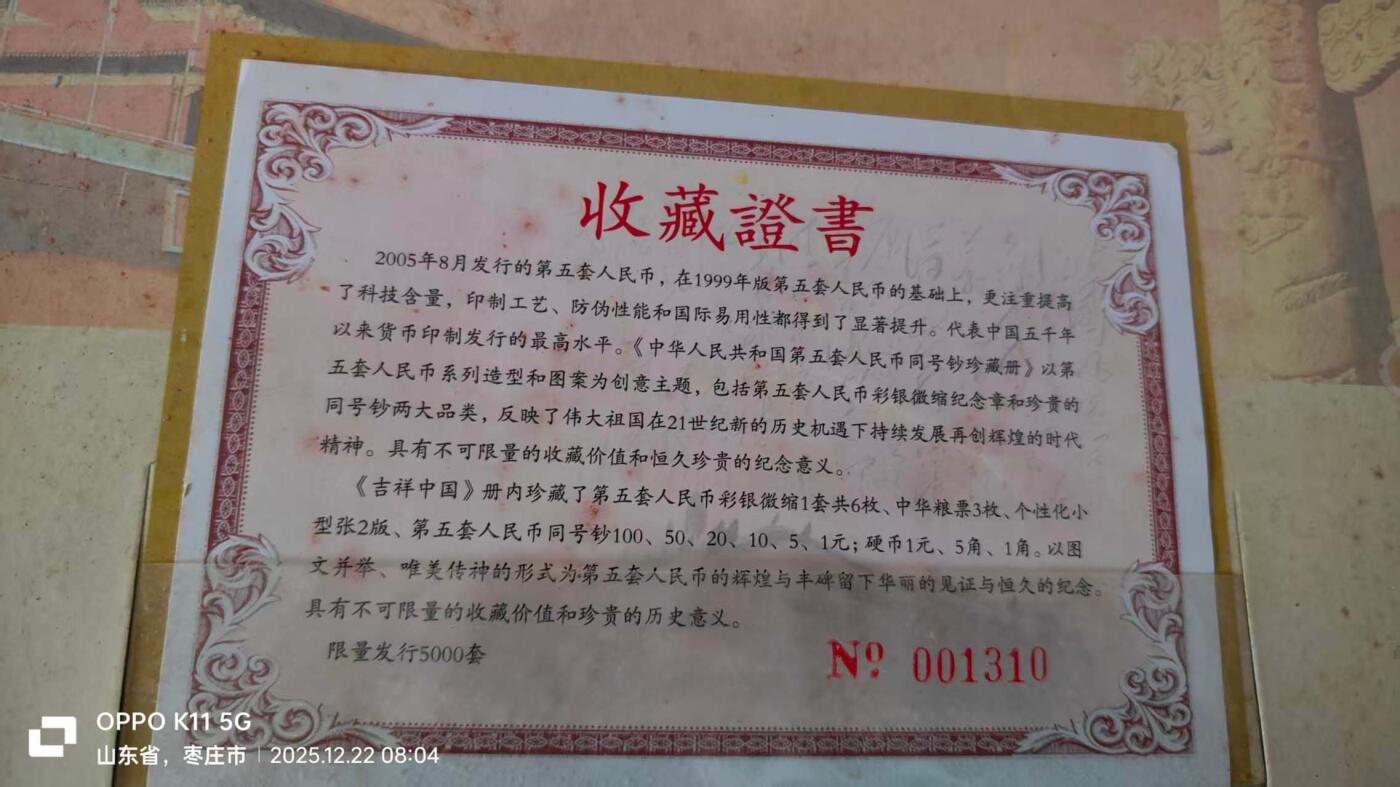 收藏證書
2005年8月发行的第五套人民币，在1999年版第五套人民币的基础上，更注重提高
了科技含量，印制工艺、防伪性能和国际易用性都得到了显著提升。代表中国五千年
以来货币印制发行的最高水平。《中华人民共和国第五套人民币同号钞珍藏册》以第
五套人民币系列造型和图案为创意主题，包括第五套人民币彩银微缩纪念章和珍贵的
同号钞两大品类，反映了伟大祖国在21世纪新的历史机遇下持续发展再创辉煌的时代
精神。具有不可限量的收藏价值和恒久珍贵的纪念意义。
《吉祥中国》册内珍藏了第五套人民币彩银微缩1套共6枚、中华粮票3枚、个性化小
型张2版、第五套人民币同号钞100、50、20、10、5、1元；硬币1元、5角、1角。以图
文并举、唯美传神的形式为第五套人民币的辉煌与丰碑留下华丽的见证与恒久的纪念。
具有不可限量的收藏价值和珍贵的历史意义。
限量发行5000套
Nº 001310
OPPO K11 5G
山东省，枣庄市 | 2025.12.22 08:04